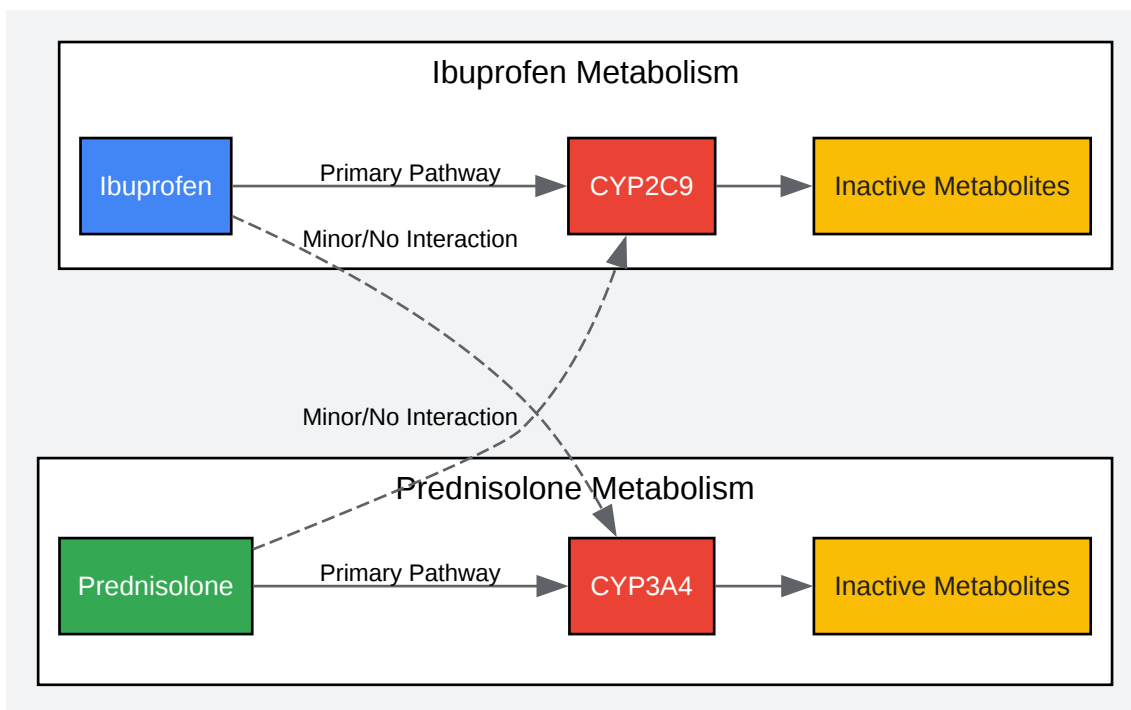 Ibuprofen Metabolism
Ibuprofen
Primary Pathway
CYP2C9
Inactive Metabolites
Minor/No Interaction
Minor/No Interaction
Prednisolone Metabolism
Prednisolone
Primary Pathway
CYP3A4
Inactive Metabolites